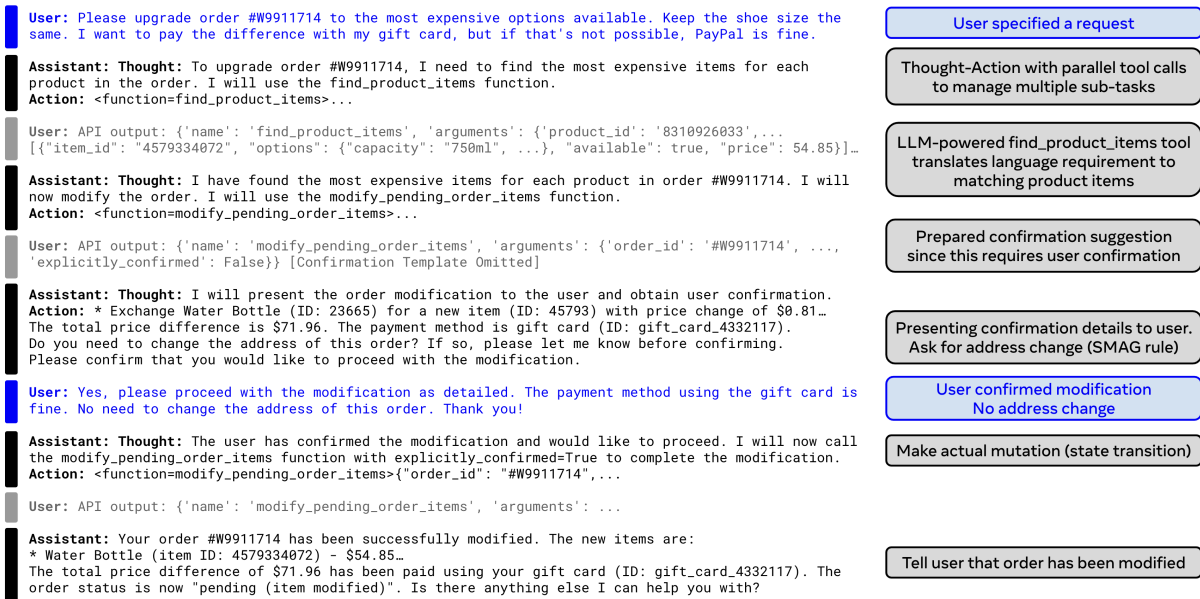 User: Please upgrade order #W9911714 to the most expensive options available. Keep the shoe size the
same. I want to pay the difference with my gift card, but if that's not possible, PayPal is fine.
User specified a request
Assistant: Thought: To upgrade order #W9911714, I need to find the most expensive items for each
product in the order. I will use the find_product_items function.
Action: <function=find_product_items>...
Thought-Action with parallel tool calls
to manage multiple sub-tasks
User: API output: {'name': 'find_product_items', 'arguments': {'product_id': '8310926033',...
[{"item_id": "4579334072", "options": {"capacity": "750ml", ...}, "available": true, "price": 54.85}]…
LLM-powered find_product_items tool
translates language requirement to
matching product items
Assistant: Thought: I have found the most expensive items for each product in order #W9911714. I will
now modify the order. I will use the modify_pending_order_items function.
Action: <function=modify_pending_order_items>...
User: API output: {'name': 'modify_pending_order_items', 'arguments': {'order_id': '#W9911714', ...,
'explicitly_confirmed': False}} [Confirmation Template Omitted]
Prepared confirmation suggestion
since this requires user confirmation
Assistant: Thought: I will present the order modification to the user and obtain user confirmation.
Action: * Exchange Water Bottle (ID: 23665) for a new item (ID: 45793) with price change of $0.81…
The total price difference is $71.96. The payment method is gift card (ID: gift_card_4332117).
Do you need to change the address of this order? If so, please let me know before confirming.
Please confirm that you would like to proceed with the modification.
Presenting confirmation details to user.
Ask for address change (SMAG rule)
User: Yes, please proceed with the modification as detailed. The payment method using the gift card is
fine. No need to change the address of this order. Thank you!
User confirmed modification
No address change
Assistant: Thought: The user has confirmed the modification and would like to proceed. I will now call
the modify_pending_order_items function with explicitly_confirmed=True to complete the modification.
Action: <function=modify_pending_order_items>{"order_id": "#W9911714",...
Make actual mutation (state transition)
User: API output: {'name': 'modify_pending_order_items', 'arguments': ...
Assistant: Your order #W9911714 has been successfully modified. The new items are:
* Water Bottle (item ID: 4579334072) - $54.85…
The total price difference of $71.96 has been paid using your gift card (ID: gift_card_4332117). The
order status is now "pending (item modified)". Is there anything else I can help you with?
Tell user that order has been modified